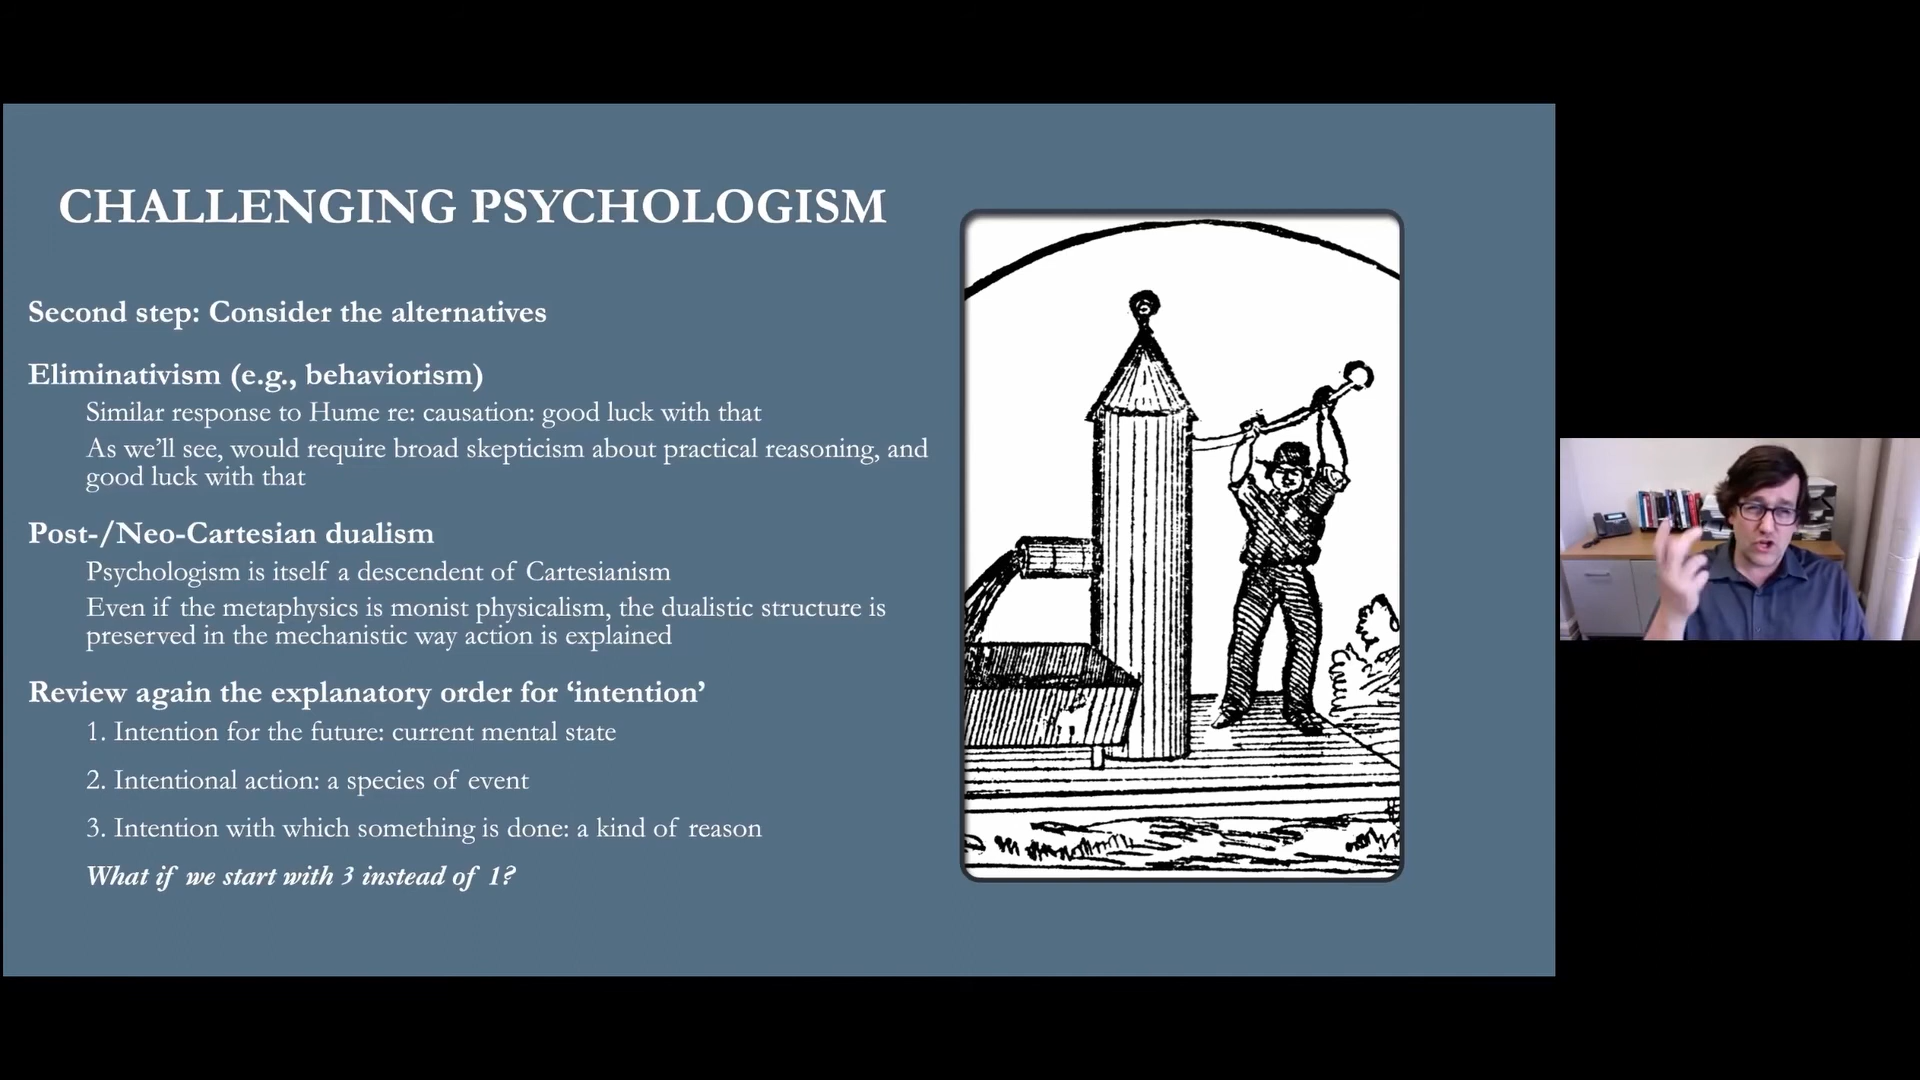 CHALLENGING PSYCHOLOGISM
Second step: Consider the alternatives
Eliminativism (e.g., behaviorism)
Similar response to Hume re: causation: good luck with that
As we’ll see, would require broad skepticism about practical reasoning, and
good luck with that
Post-/Neo-Cartesian dualism
Psychologism is itself a descendent of Cartesianism
Even if the metaphysics is monist physicalism, the dualistic structure is
preserved in the mechanistic way action is explained
Review again the explanatory order for ‘intention’
1. Intention for the future: current mental state
2. Intentional action: a species of event
3. Intention with which something is done: a kind of reason
What if we start with 3 instead of 1?